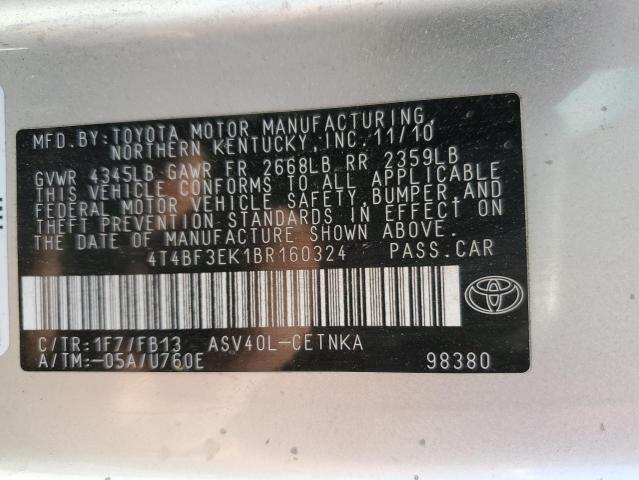 MFD.BY:TOYOTA MOTOR MANUFACTURING,
NORTHERN KENTUCKY,INC.11/10
GVWR 4345LB GAWR FR 2668LB RR 2359LB
THIS VEHICLE CONFORMS TO ALL APPLICABLE
FEDERAL MOTOR VEHICLE SAFETY,BUMPER,AND
THEFT PREVENTION STANDARDS IN EFFECT ON
THE DATE OF MANUFACTURE SHOWN ABOVE.
4T4BF3EK1BR160324 PASS.CAR
C/TR:1F7/FB13 ASV40L-CETNKA
A/TM:-05A/U760E 98380